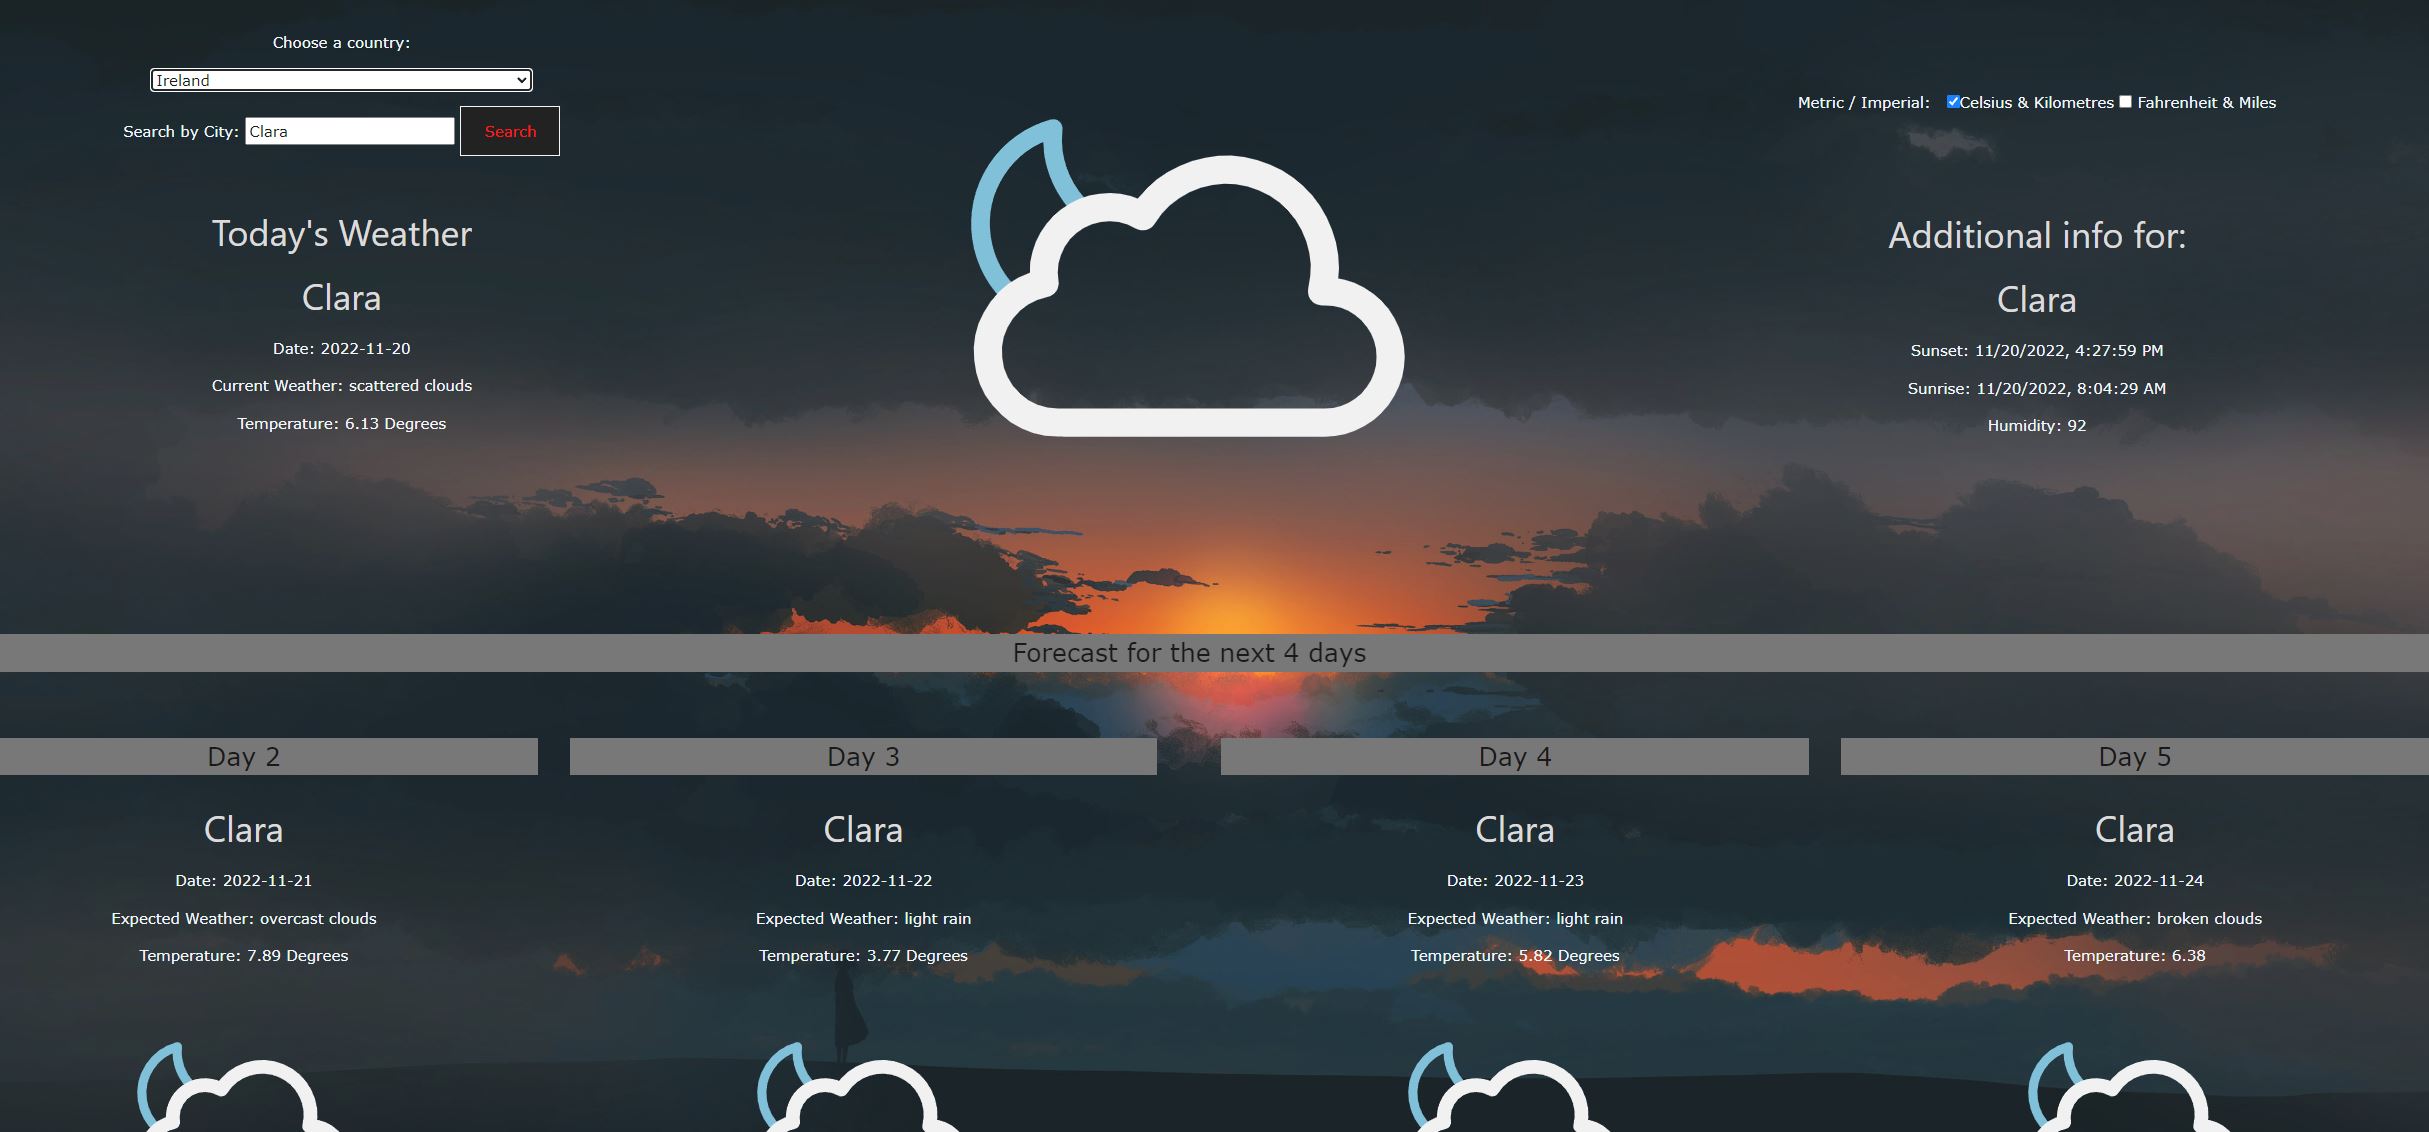 Choose a country:
Ireland
Search by City: Clara Search
Metric / Imperial: Celsius & Kilometres Fahrenheit & Miles
Today's Weather
Clara
Date: 2022-11-20
Current Weather: scattered clouds
Temperature: 6.13 Degrees
Additional info for:
Clara
Sunset: 11/20/2022, 4:27:59 PM
Sunrise: 11/20/2022, 8:04:29 AM
Humidity: 92
Forecast for the next 4 days
Day 2
Clara
Date: 2022-11-21
Expected Weather: overcast clouds
Temperature: 7.89 Degrees
Day 3
Clara
Date: 2022-11-22
Expected Weather: light rain
Temperature: 3.77 Degrees
Day 4
Clara
Date: 2022-11-23
Expected Weather: light rain
Temperature: 5.82 Degrees
Day 5
Clara
Date: 2022-11-24
Expected Weather: broken clouds
Temperature: 6.38